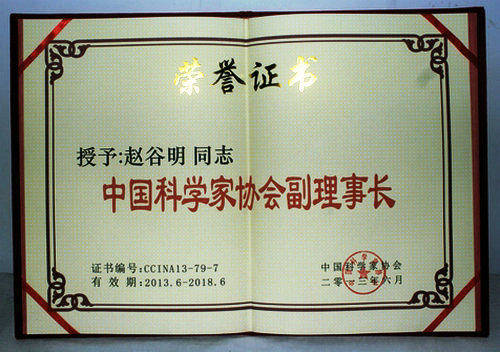 荣誉证书
授予:赵谷明 同志
中国科学家协会副理事长
证书编号:CCINA13-79-7
有 效 期:2013.6-2018.6
中国科学家协会
二零一三年六月